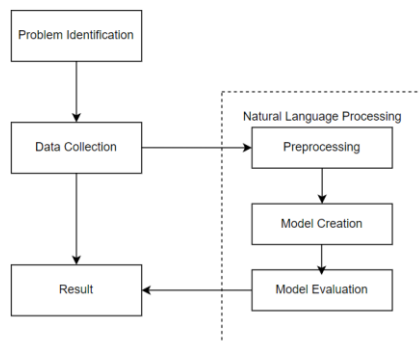 Problem Identification
Natural Language Processing
Data Collection
Preprocessing
Model Creation
Result
Model Evaluation